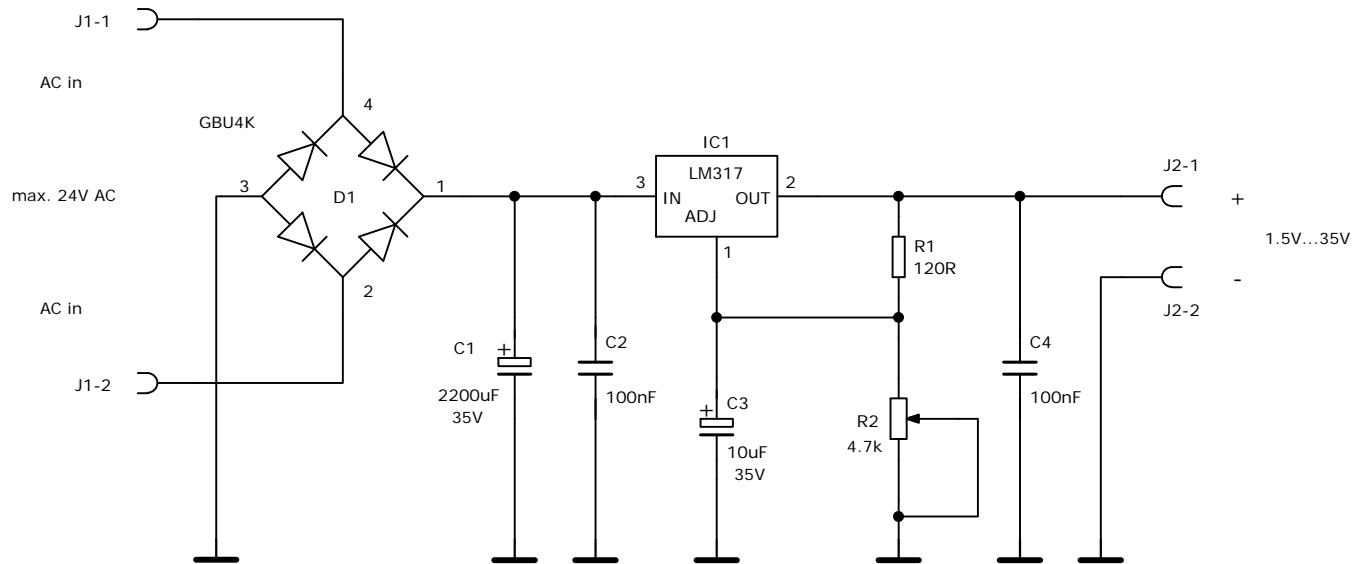 J1-1
AC in
GBU4K
4
3
D1
1
2
max. 24V AC
AC in
J1-2
C1
+
2200uF
35V
C2
100nF
IC1
LM317
3
IN
OUT
2
ADJ
1
R1
120R
C3
+
10uF
35V
R2
4.7k
C4
100nF
J2-1
+
1.5V...35V
-
J2-2